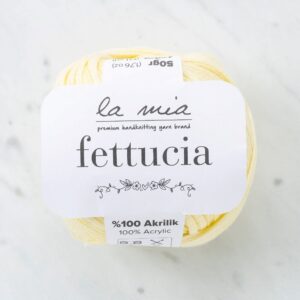 50gr (1.76oz)
la mia
premium handknitting yarn brand
fettucia
%100 Akrilik
100% Acrylic